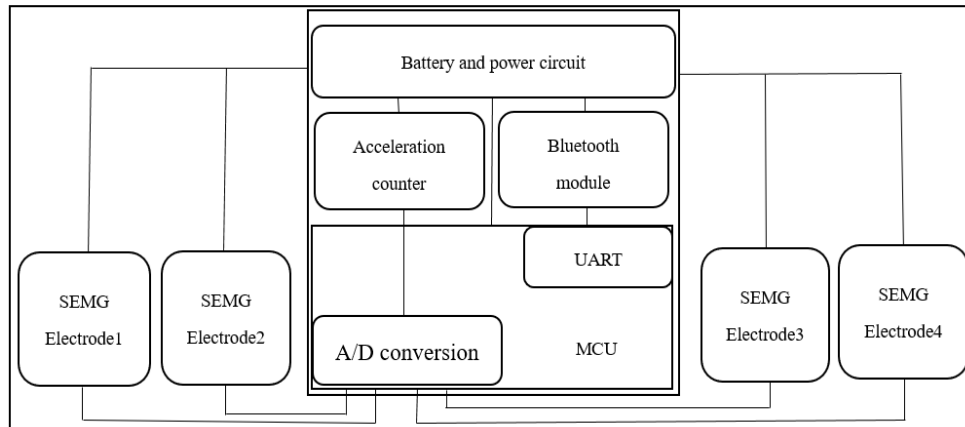 Battery and power circuit
Acceleration
counter
Bluetooth
module
UART
SEMG
Electrode1
SEMG
Electrode2
A/D conversion
MCU
SEMG
Electrode3
SEMG
Electrode4